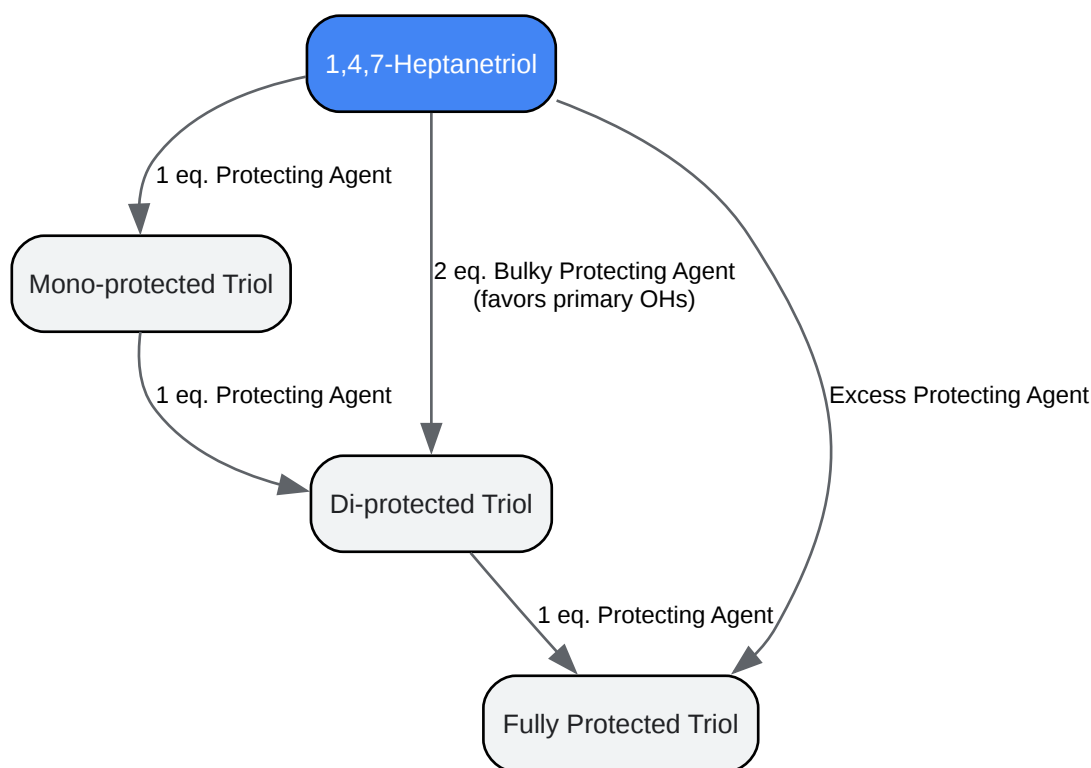 1,4,7-Heptanetriol
1 eq. Protecting Agent
2 eq. Bulky Protecting Agent
(favors primary OHs)
Mono-protected Triol
1 eq. Protecting Agent
Excess Protecting Agent
Di-protected Triol
1 eq. Protecting Agent
Fully Protected Triol